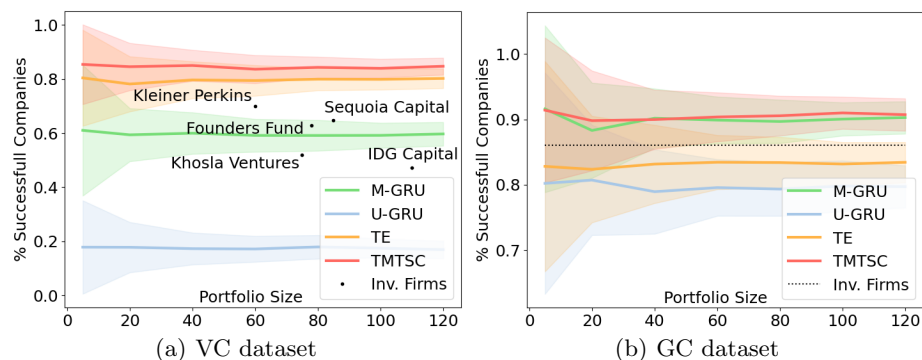 % Successfull Companies
1.0
0.8
0.6
0.4
0.2
0.0
Kleiner Perkins
Sequoia Capital
Founders Fund
Khosla Ventures
IDG Capital
M-GRU
U-GRU
TE
TMTSC
Inv. Firms
Portfolio Size
0 20 40 60 80 100 120
(a) VC dataset
% Successfull Companies
1.0
0.9
0.8
0.7
M-GRU
U-GRU
TE
TMTSC
Inv. Firms
Portfolio Size
0 20 40 60 80 100 120
(b) GC dataset